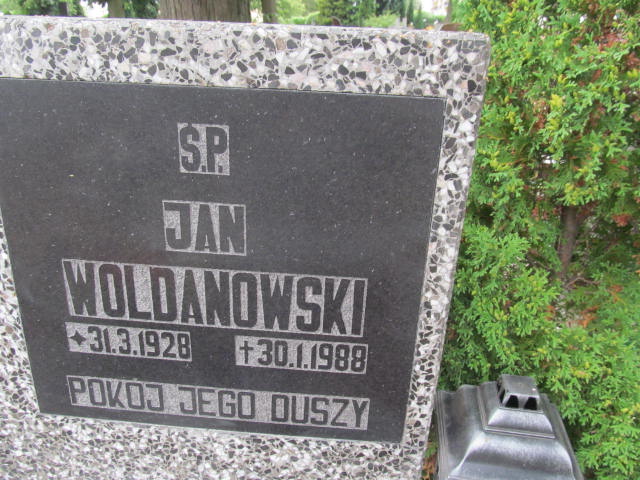 Ś.P.
JAN
WOLDANOWSKI
✦31.3.1928 †30.1.1988
POKÓJ JEGO DUSZY